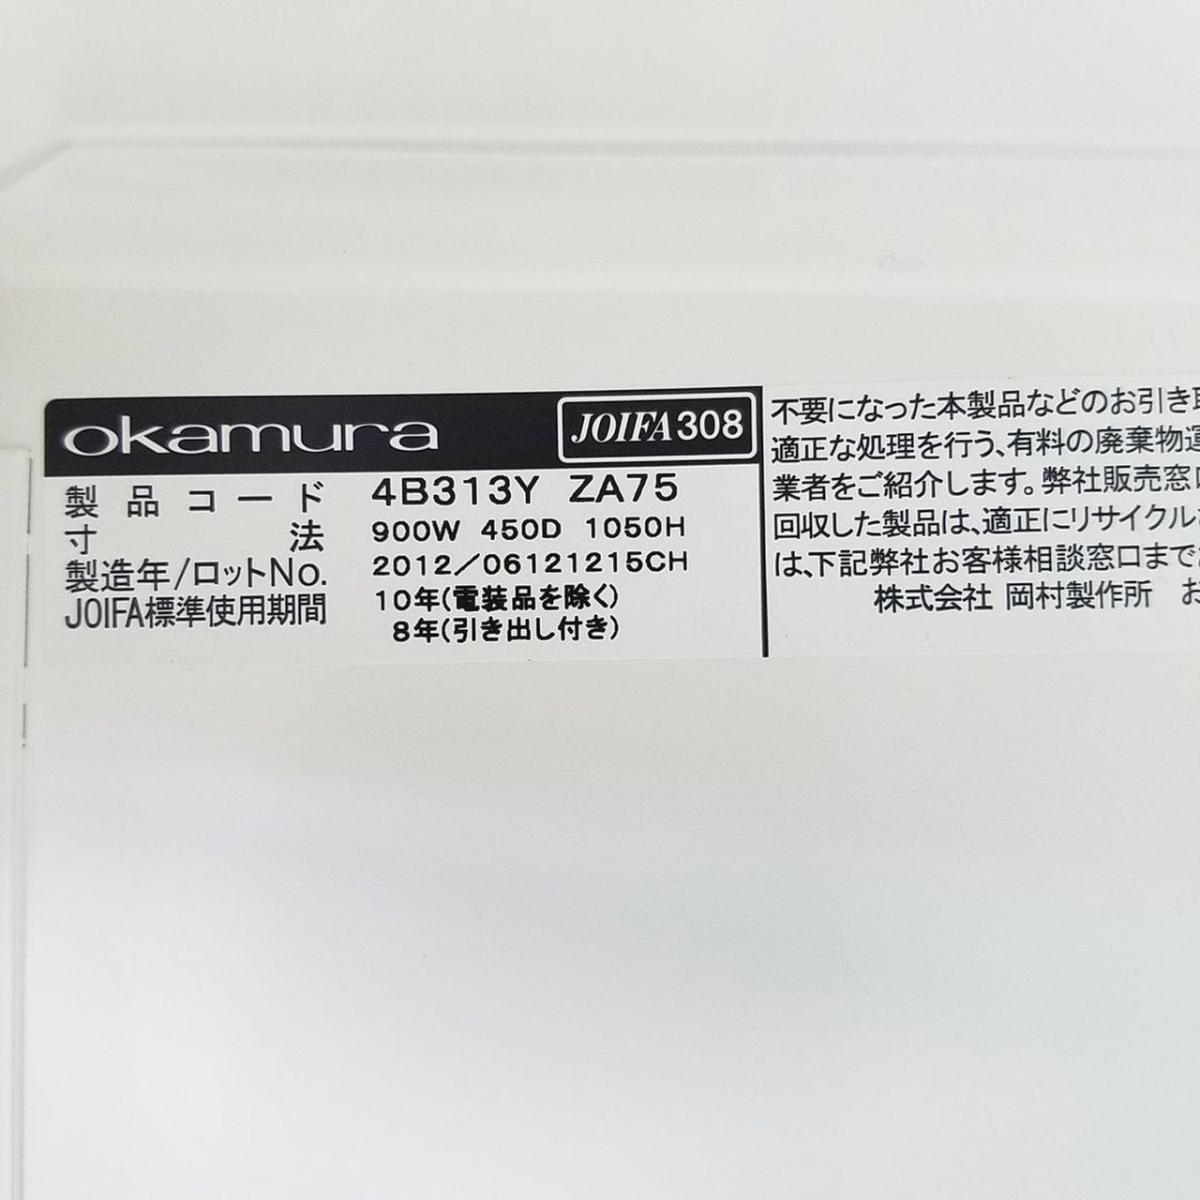 okamura JOIFA308
製品コード 4B313Y ZA75
寸法 900W 450D 1050H
製造年/ロットNo. 2012/06121215CH
JOIFA標準使用期間 10年(電装品を除く)
8年(引き出し付き)
不要になった本製品などのお引き取
適正な処理を行う、有料の廃棄物運
業者をご紹介します。弊社販売窓口
回収した製品は、適正にリサイクル
は、下記弊社お客様相談窓口まで
株式会社 岡村製作所 お